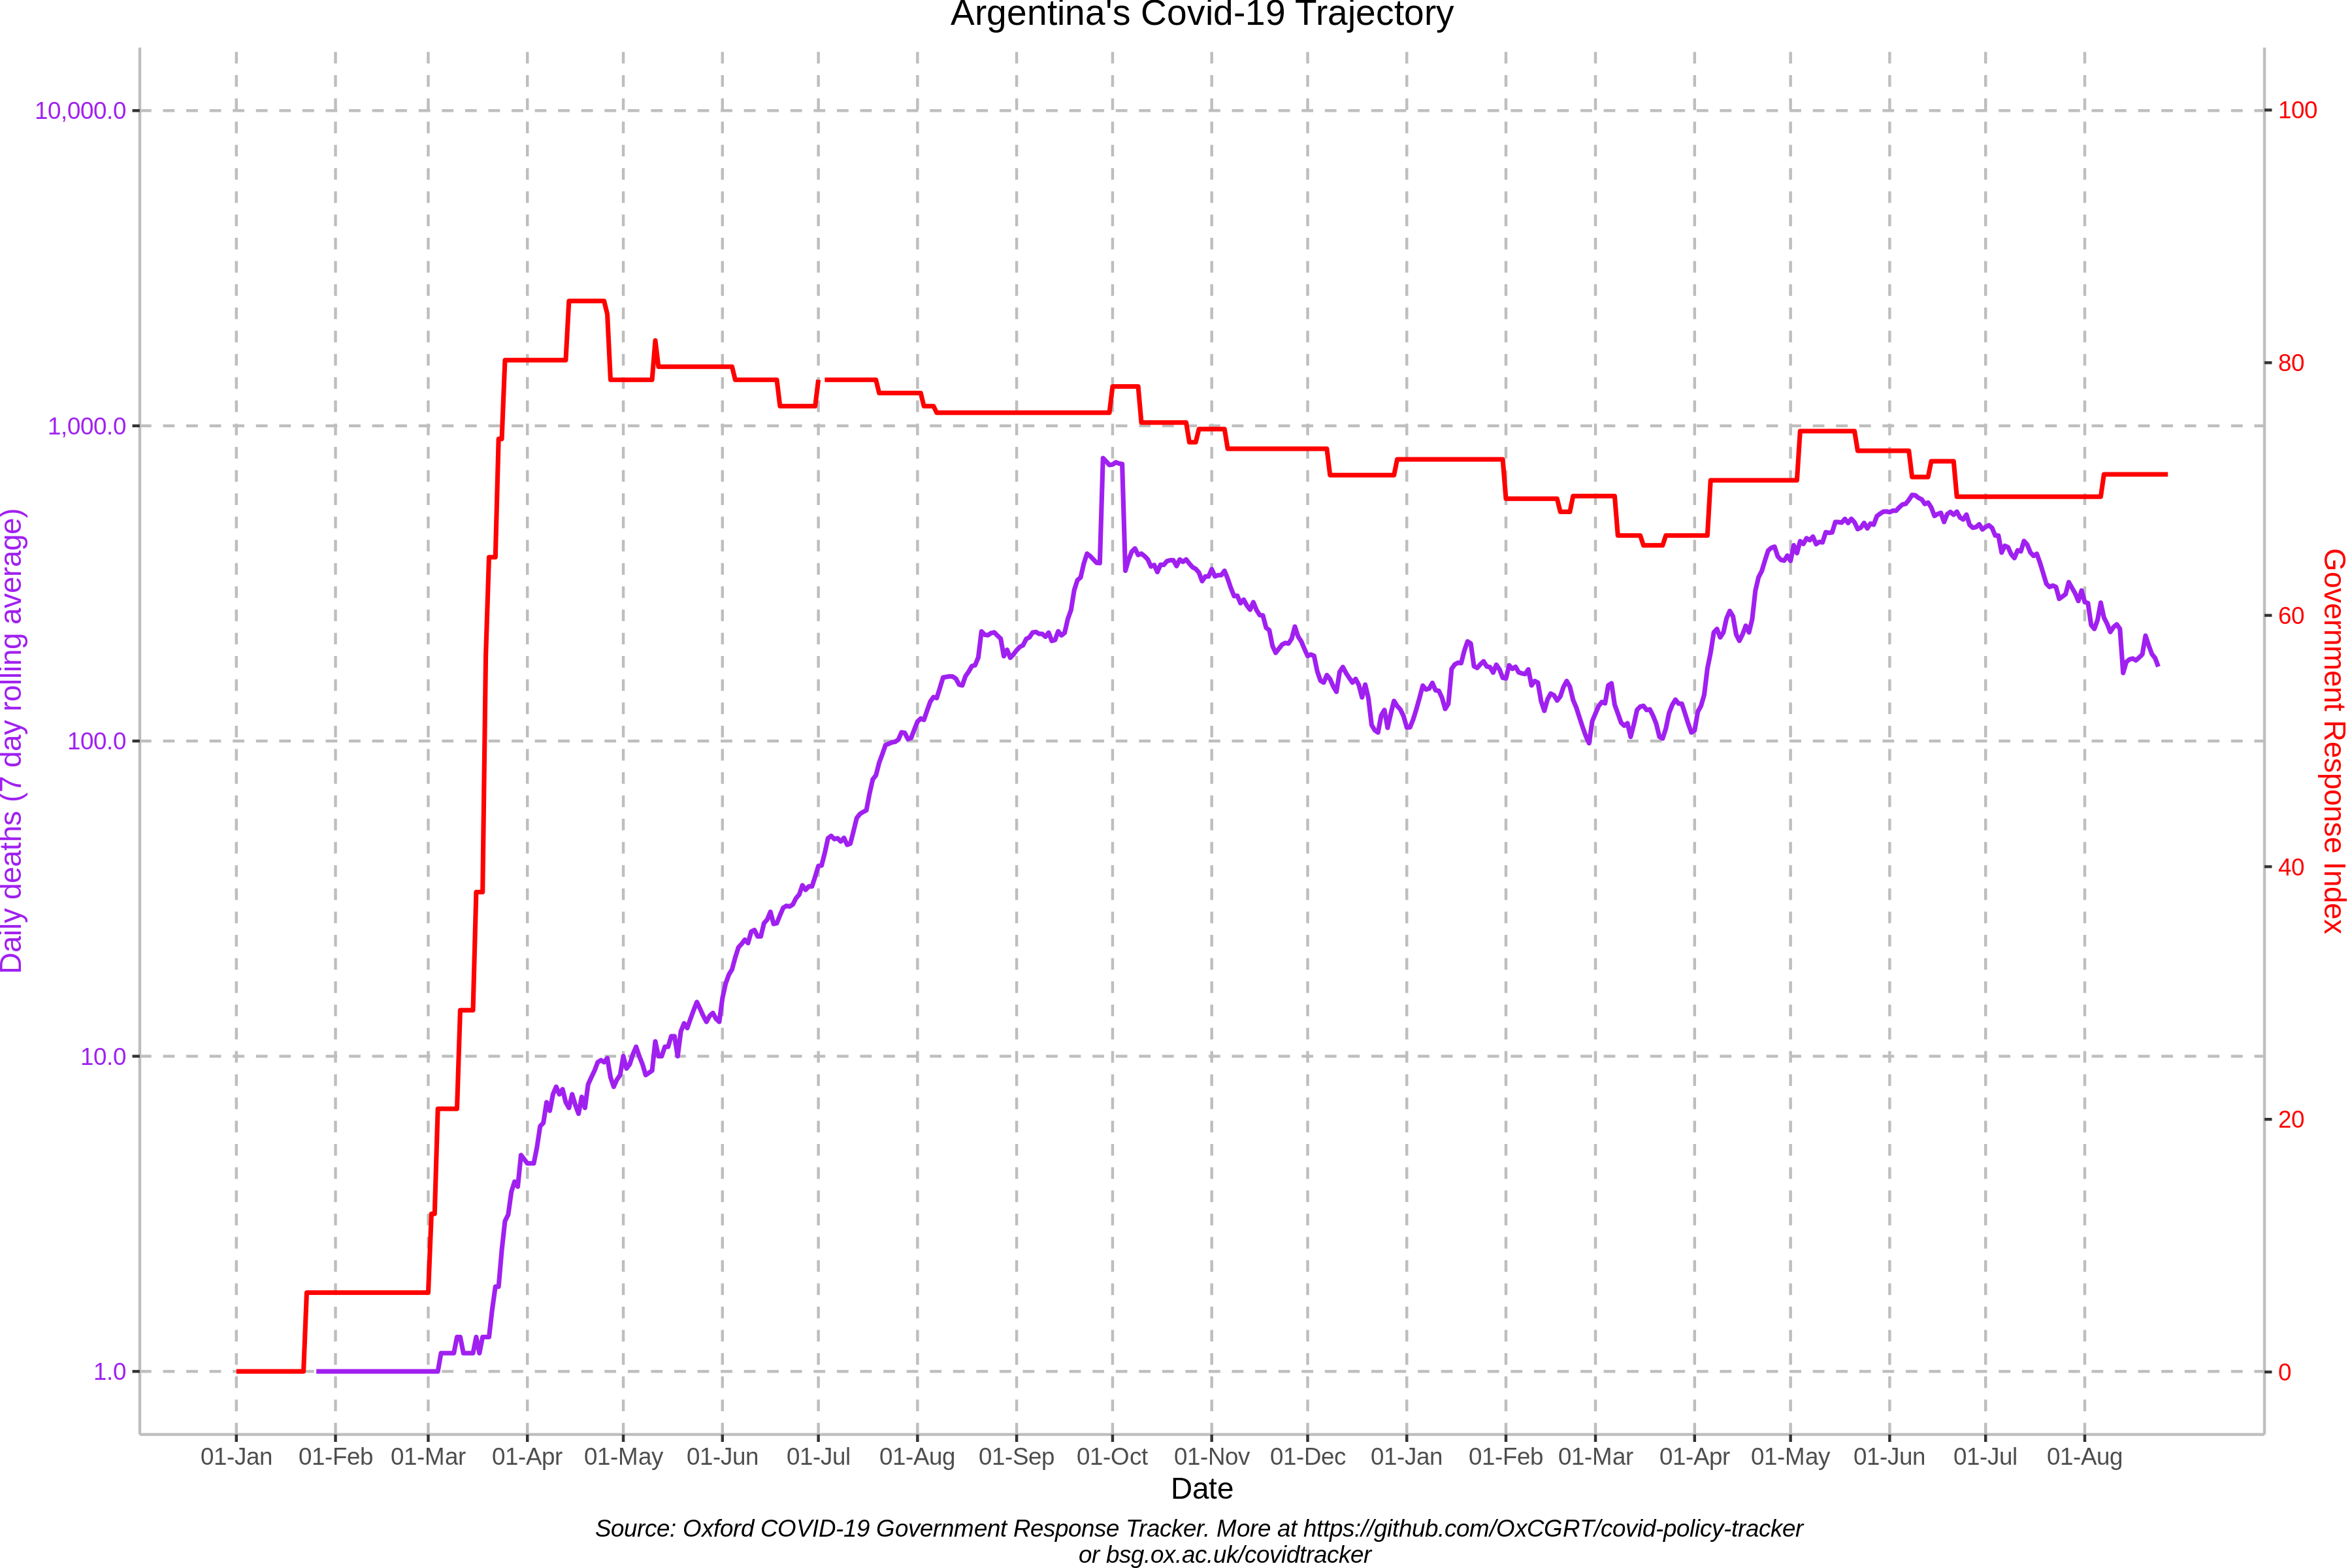 Argentina's Covid-19 Trajectory
10,000.0
1,000.0
100.0
10.0
1.0
Daily deaths (7 day rolling average)
100
80
60
40
20
0
Government Response Index
01-Jan 01-Feb 01-Mar 01-Apr 01-May 01-Jun 01-Jul 01-Aug 01-Sep 01-Oct 01-Nov 01-Dec 01-Jan 01-Feb 01-Mar 01-Apr 01-May 01-Jun 01-Jul 01-Aug
Date
Source: Oxford COVID-19 Government Response Tracker. More at https://github.com/OxCGRT/covid-policy-tracker
or bsg.ox.ac.uk/covidtracker